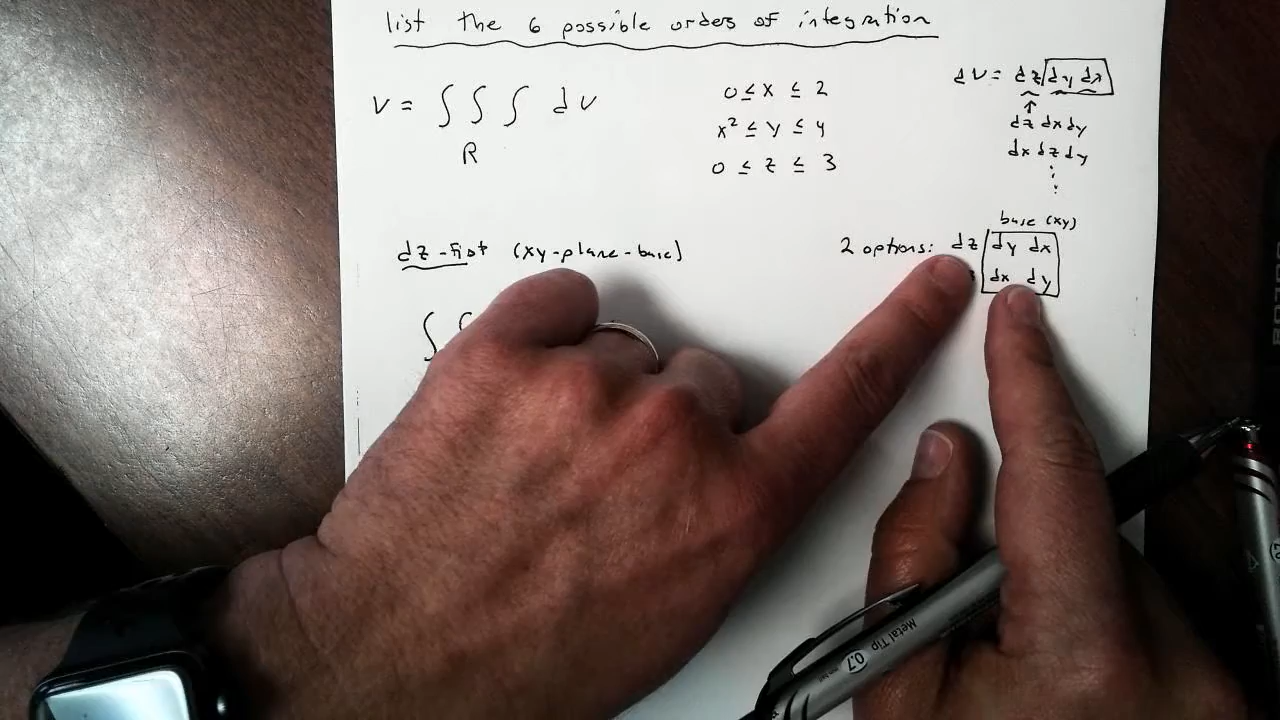 list the 6 possible orders of integration
V = ∫ ∫ ∫ dV
R
0 ≤ x ≤ 2
x² ≤ y ≤ 4
0 ≤ z ≤ 3
dV = dz dy dx
↑
dz dx dy
dx dz dy
⋮
base (xy)
dz - first (xy-plane-base)
2 options: dz dy dx
dx dy
∫
Metal Tip 0.7